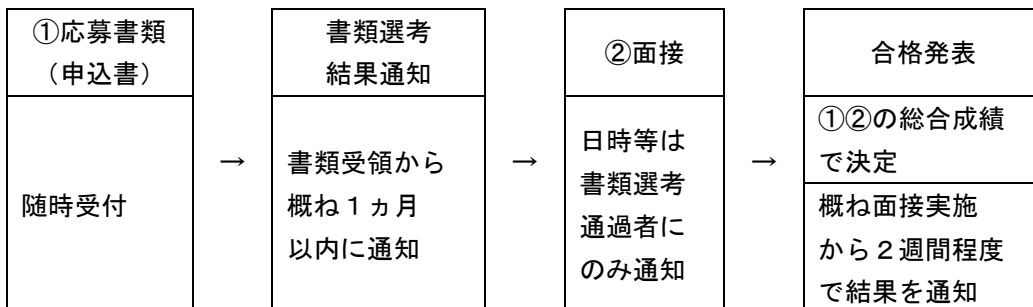 ①応募書類
（申込書）
随時受付
→
書類選考
結果通知
書類受領から
概ね１ヵ月
以内に通知
→
②面接
日時等は
書類選考
通過者に
のみ通知
→
合格発表
①②の総合成績
で決定
概ね面接実施
から２週間程度
で結果を通知